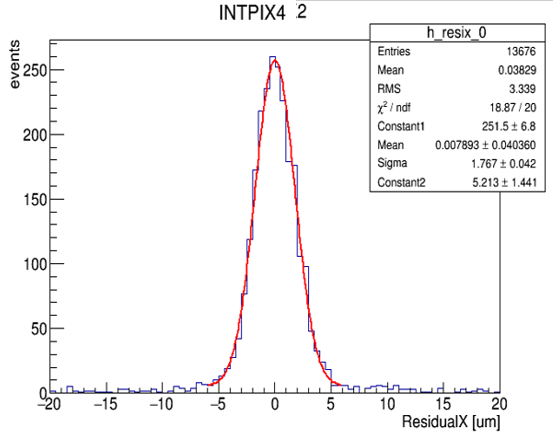 INTPIX4 2
h_resix_0
Entries 13676
Mean 0.03829
RMS 3.339
χ² / ndf 18.87 / 20
Constant1 251.5 ± 6.8
Mean 0.007893 ± 0.040360
Sigma 1.767 ± 0.042
Constant2 5.213 ± 1.441
events
250
200
150
100
50
0
−20 −15 −10 −5 0 5 10 15 20
ResidualX [um]